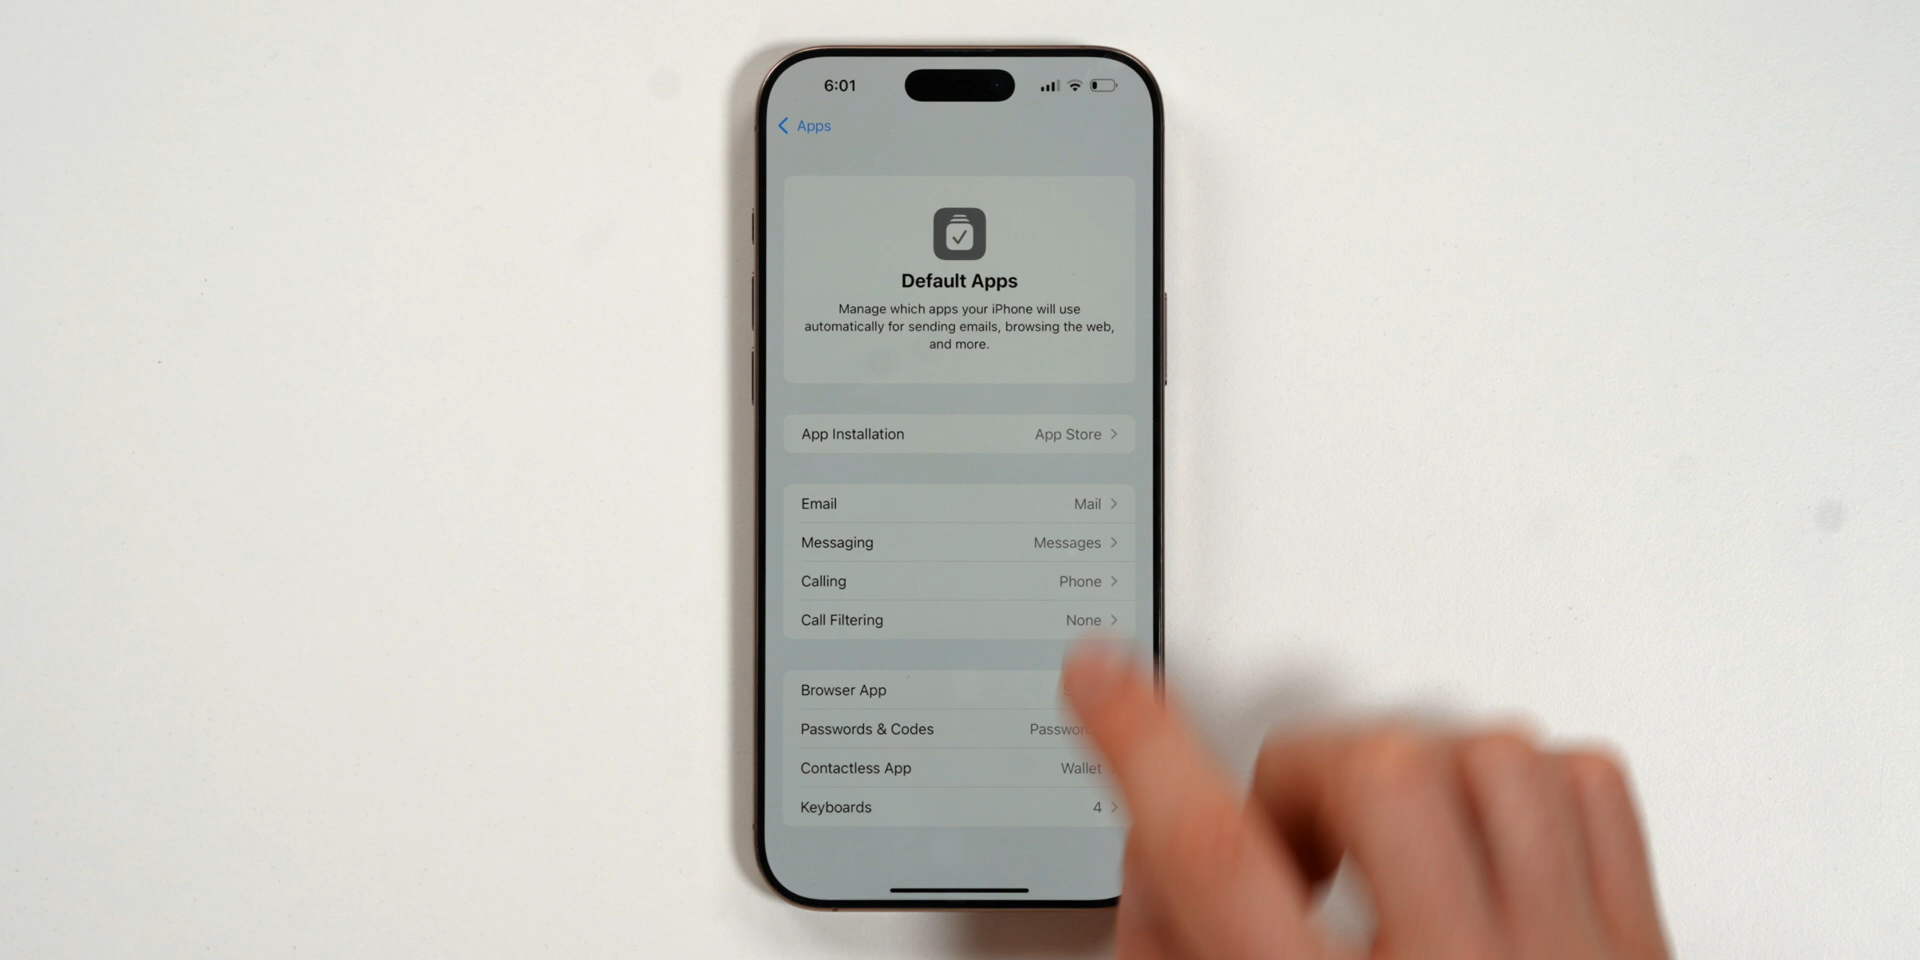 6:01
Apps
Default Apps
Manage which apps your iPhone will use
automatically for sending emails, browsing the web,
and more.
App Installation App Store
Email Mail
Messaging Messages
Calling Phone
Call Filtering None
Browser App
Passwords & Codes
Contactless App Wallet
Keyboards 4